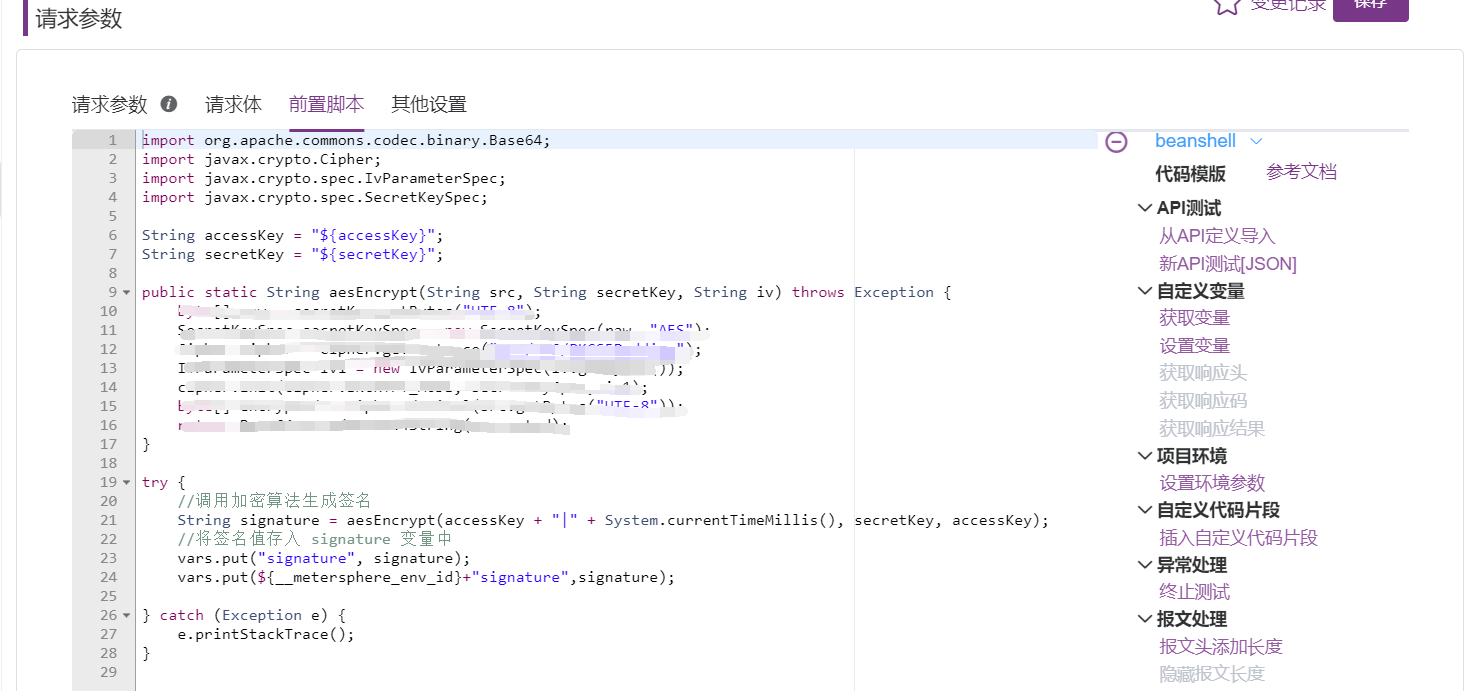 请求参数
变更记录
保存
请求参数 请求体 前置脚本 其他设置
1 import org.apache.commons.codec.binary.Base64;
2 import javax.crypto.Cipher;
3 import javax.crypto.spec.IvParameterSpec;
4 import javax.crypto.spec.SecretKeySpec;
5
6 String accessKey = "${accessKey}";
7 String secretKey = "${secretKey}";
8
9 public static String aesEncrypt(String src, String secretKey, String iv) throws Exception {
10 "UTF-8");
11 "AES");
12
13
14
15 ("UTF-8"));
16
17 }
18
19 try {
20 //调用加密算法生成签名
21 String signature = aesEncrypt(accessKey + "|" + System.currentTimeMillis(), secretKey, accessKey);
22 //将签名值存入 signature 变量中
23 vars.put("signature", signature);
24 vars.put(${__metersphere_env_id}+"signature",signature);
25
26 } catch (Exception e) {
27 e.printStackTrace();
28 }
29
beanshell
代码模版 参考文档
API测试
从API定义导入
新API测试[JSON]
自定义变量
获取变量
设置变量
获取响应头
获取响应码
获取响应结果
项目环境
设置环境参数
自定义代码片段
插入自定义代码片段
异常处理
终止测试
报文处理
报文头添加长度
隐藏报文长度